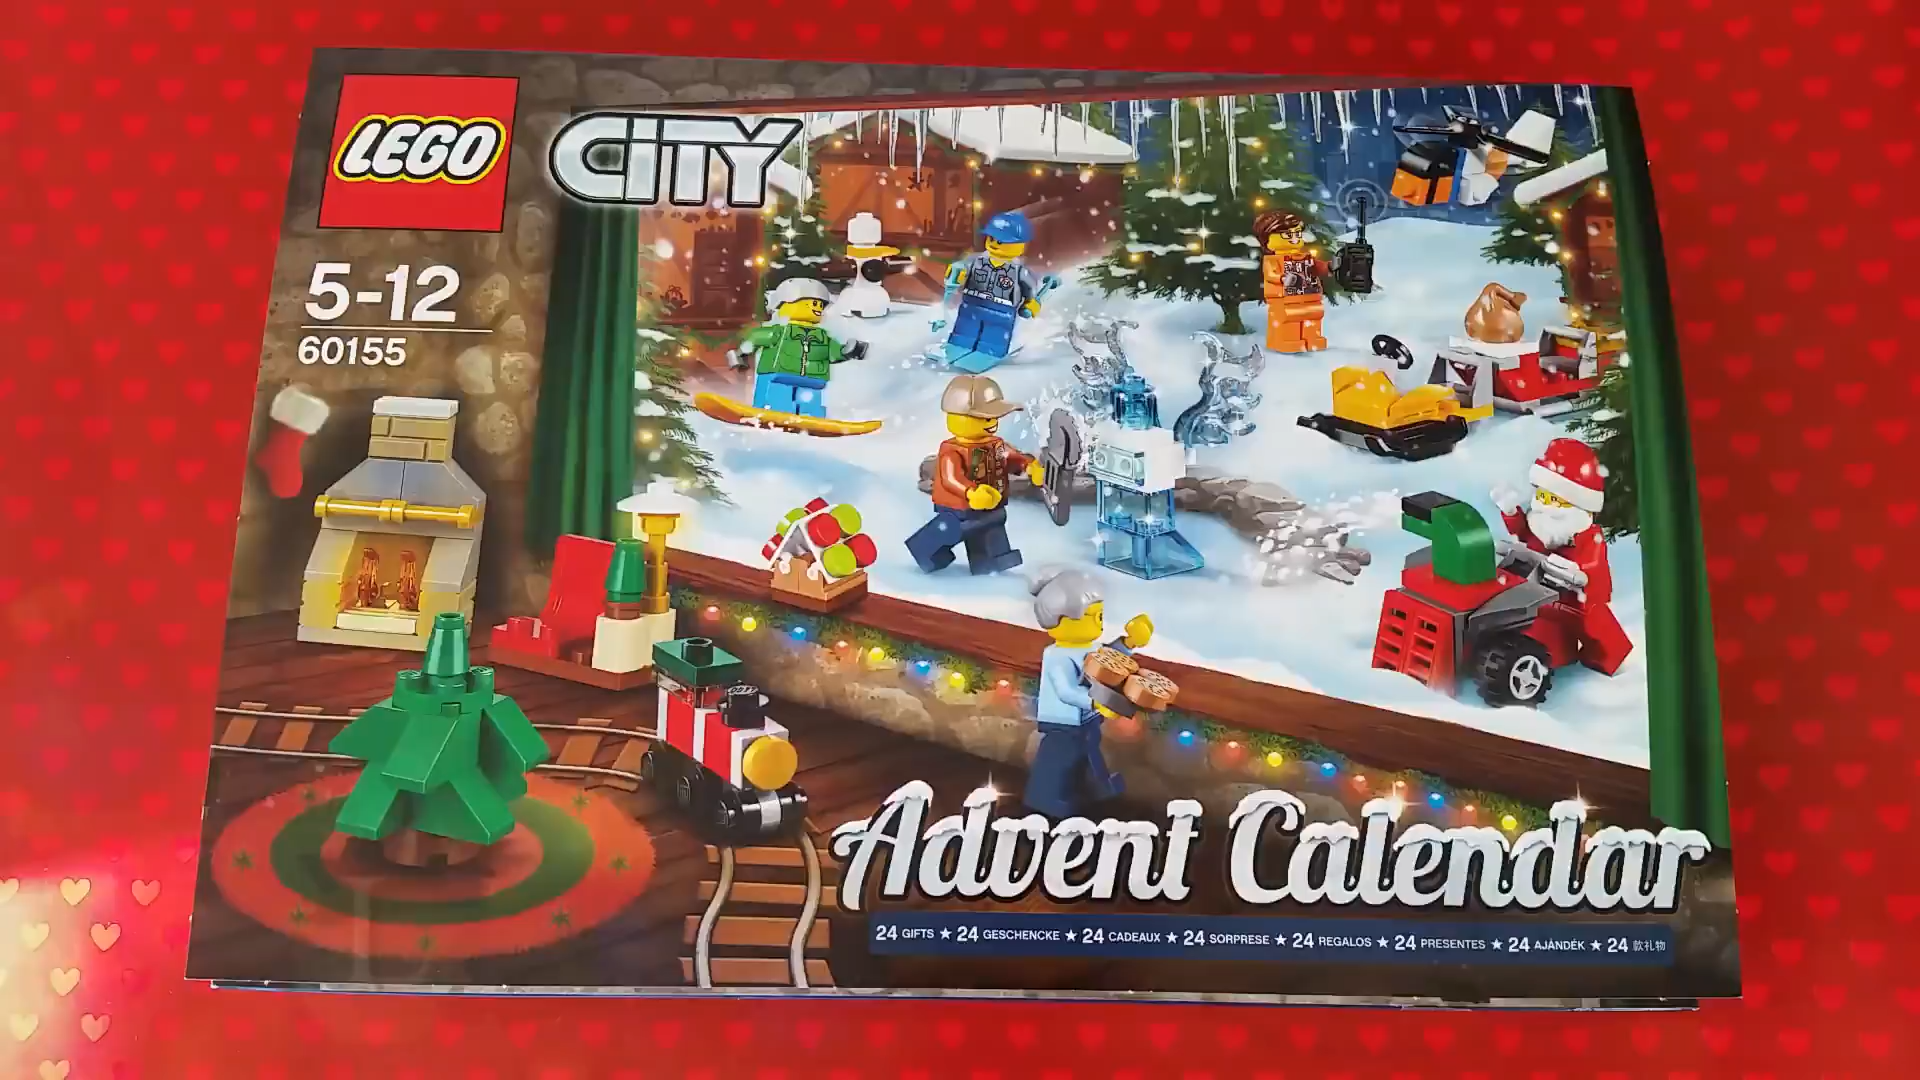 LEGO
CITY
5-12
60155
Advent Calendar
24 GIFTS ★ 24 GESCHENCKE ★ 24 CADEAUX ★ 24 SORPRESE ★ 24 REGALOS ★ 24 PRESENTES ★ 24 AJÁNDÉK ★ 24 款礼物